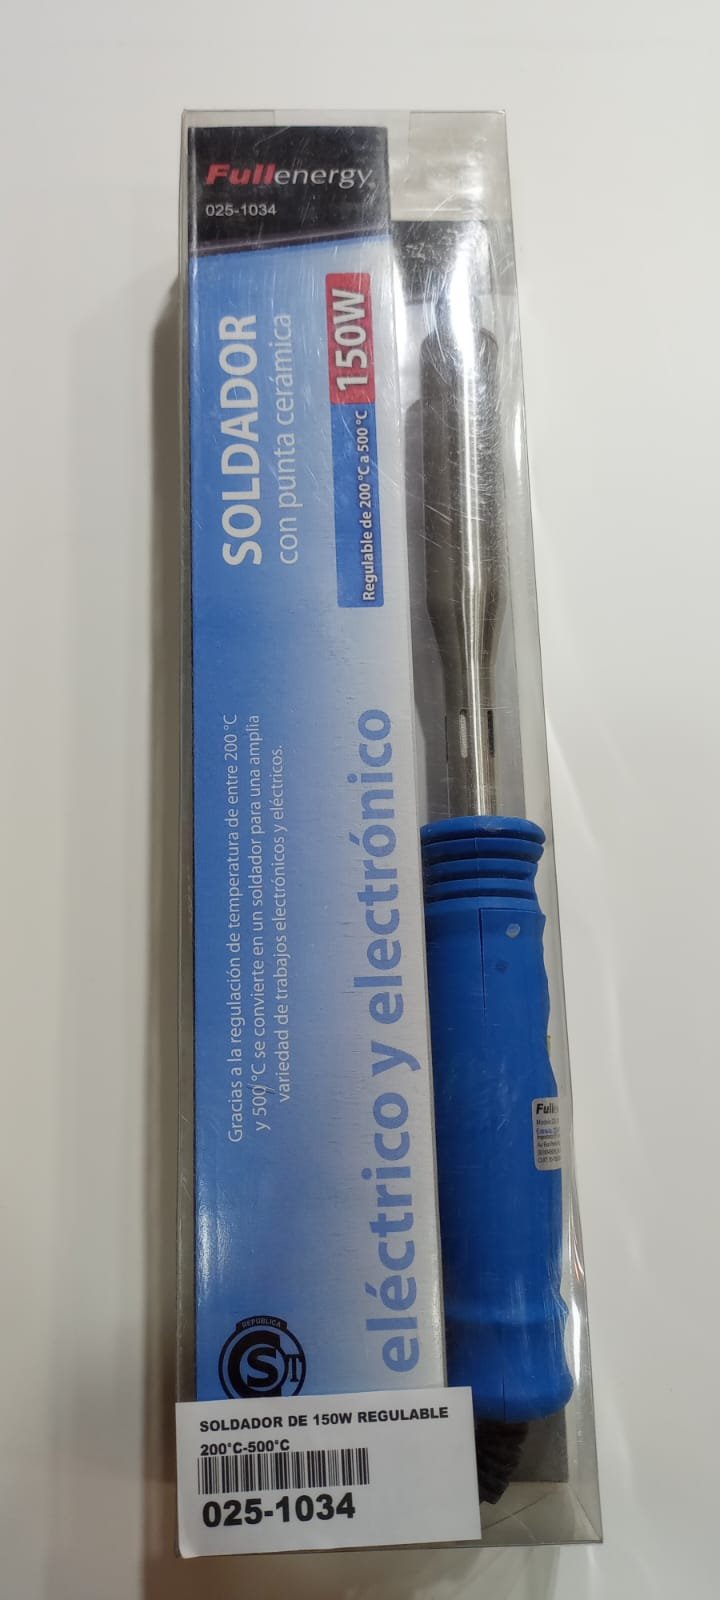 Fullenergy
025-1034
SOLDADOR
con punta cerámica
150W
Regulable de 200 °C a 500 °C
Gracias a la regulación de temperatura de entre 200 °C
y 500 °C se convierte en un soldador para una amplia
variedad de trabajos electrónicos y eléctricos.
eléctrico y electrónico
REPUBLICA
ST
SOLDADOR DE 150W REGULABLE
200°C-500°C
025-1034